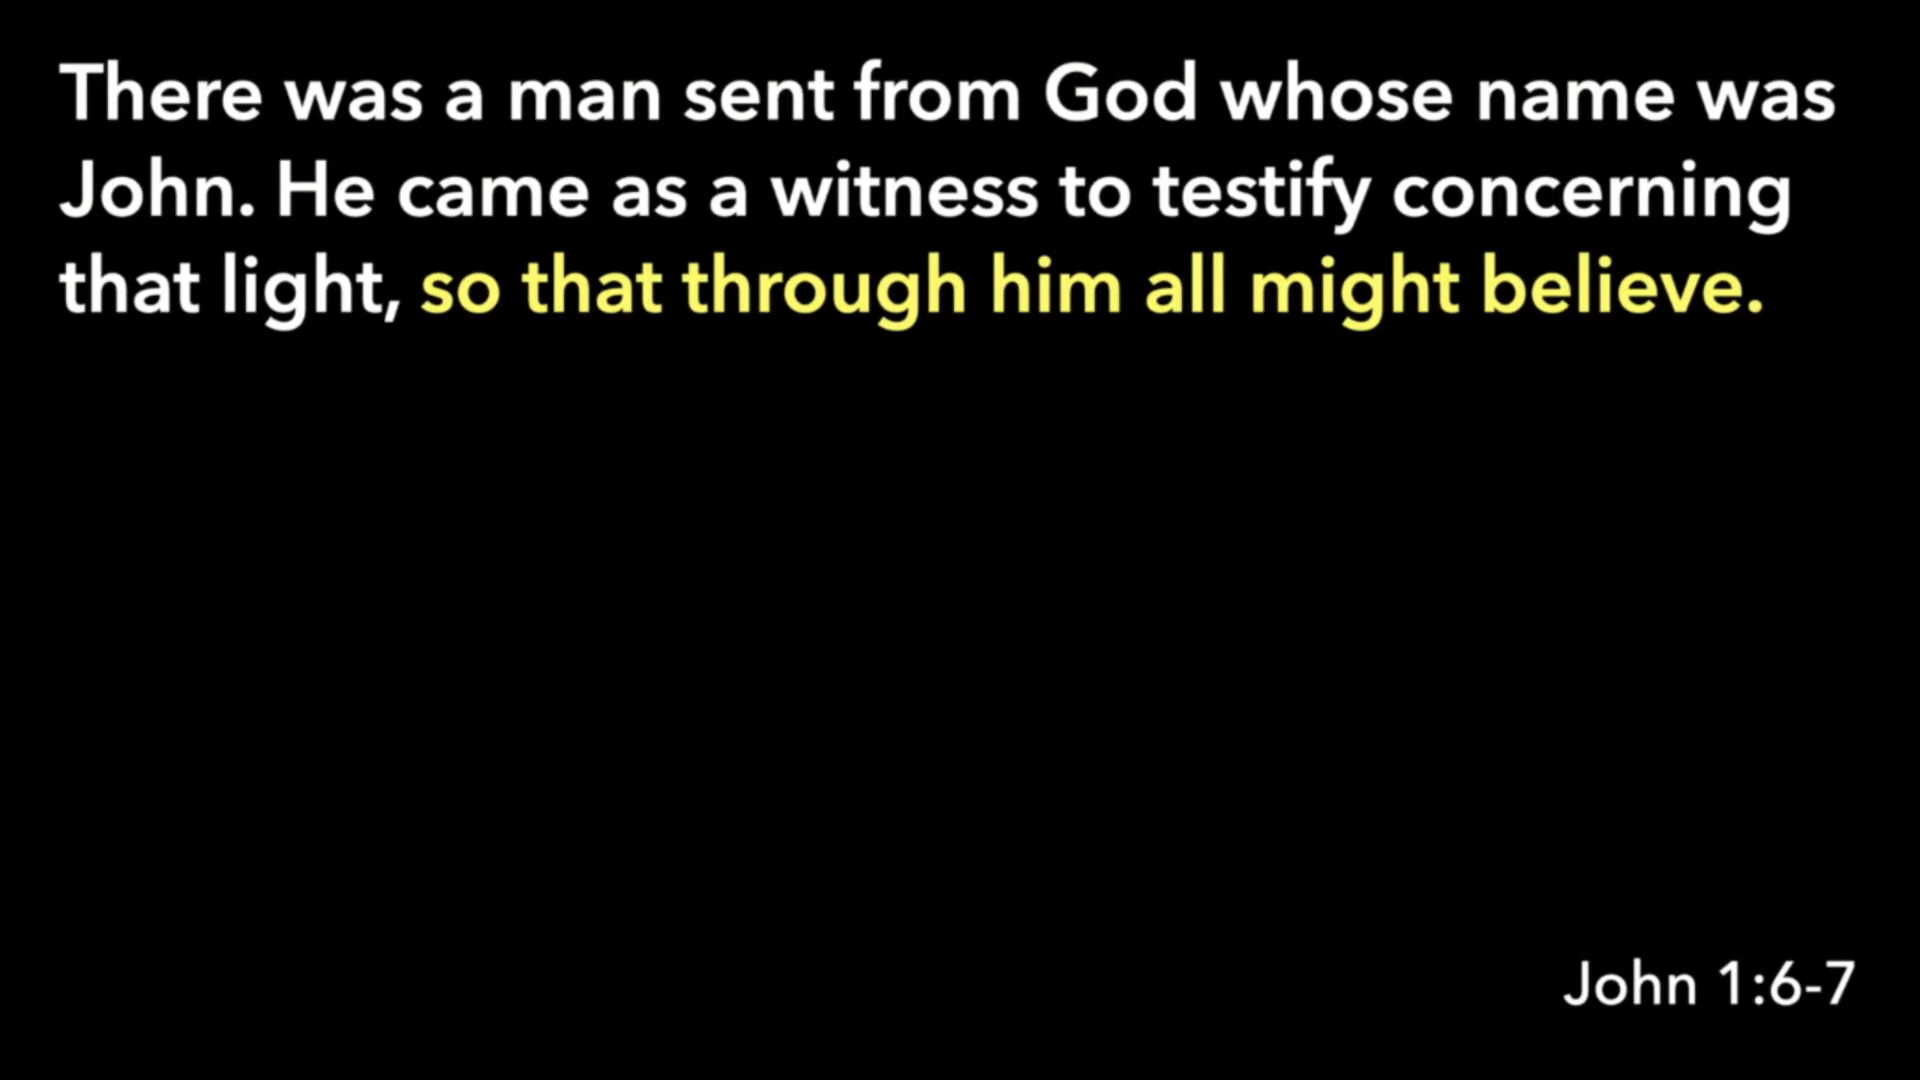 There was a man sent from God whose name was
John. He came as a witness to testify concerning
that light, so that through him all might believe.
John 1:6-7